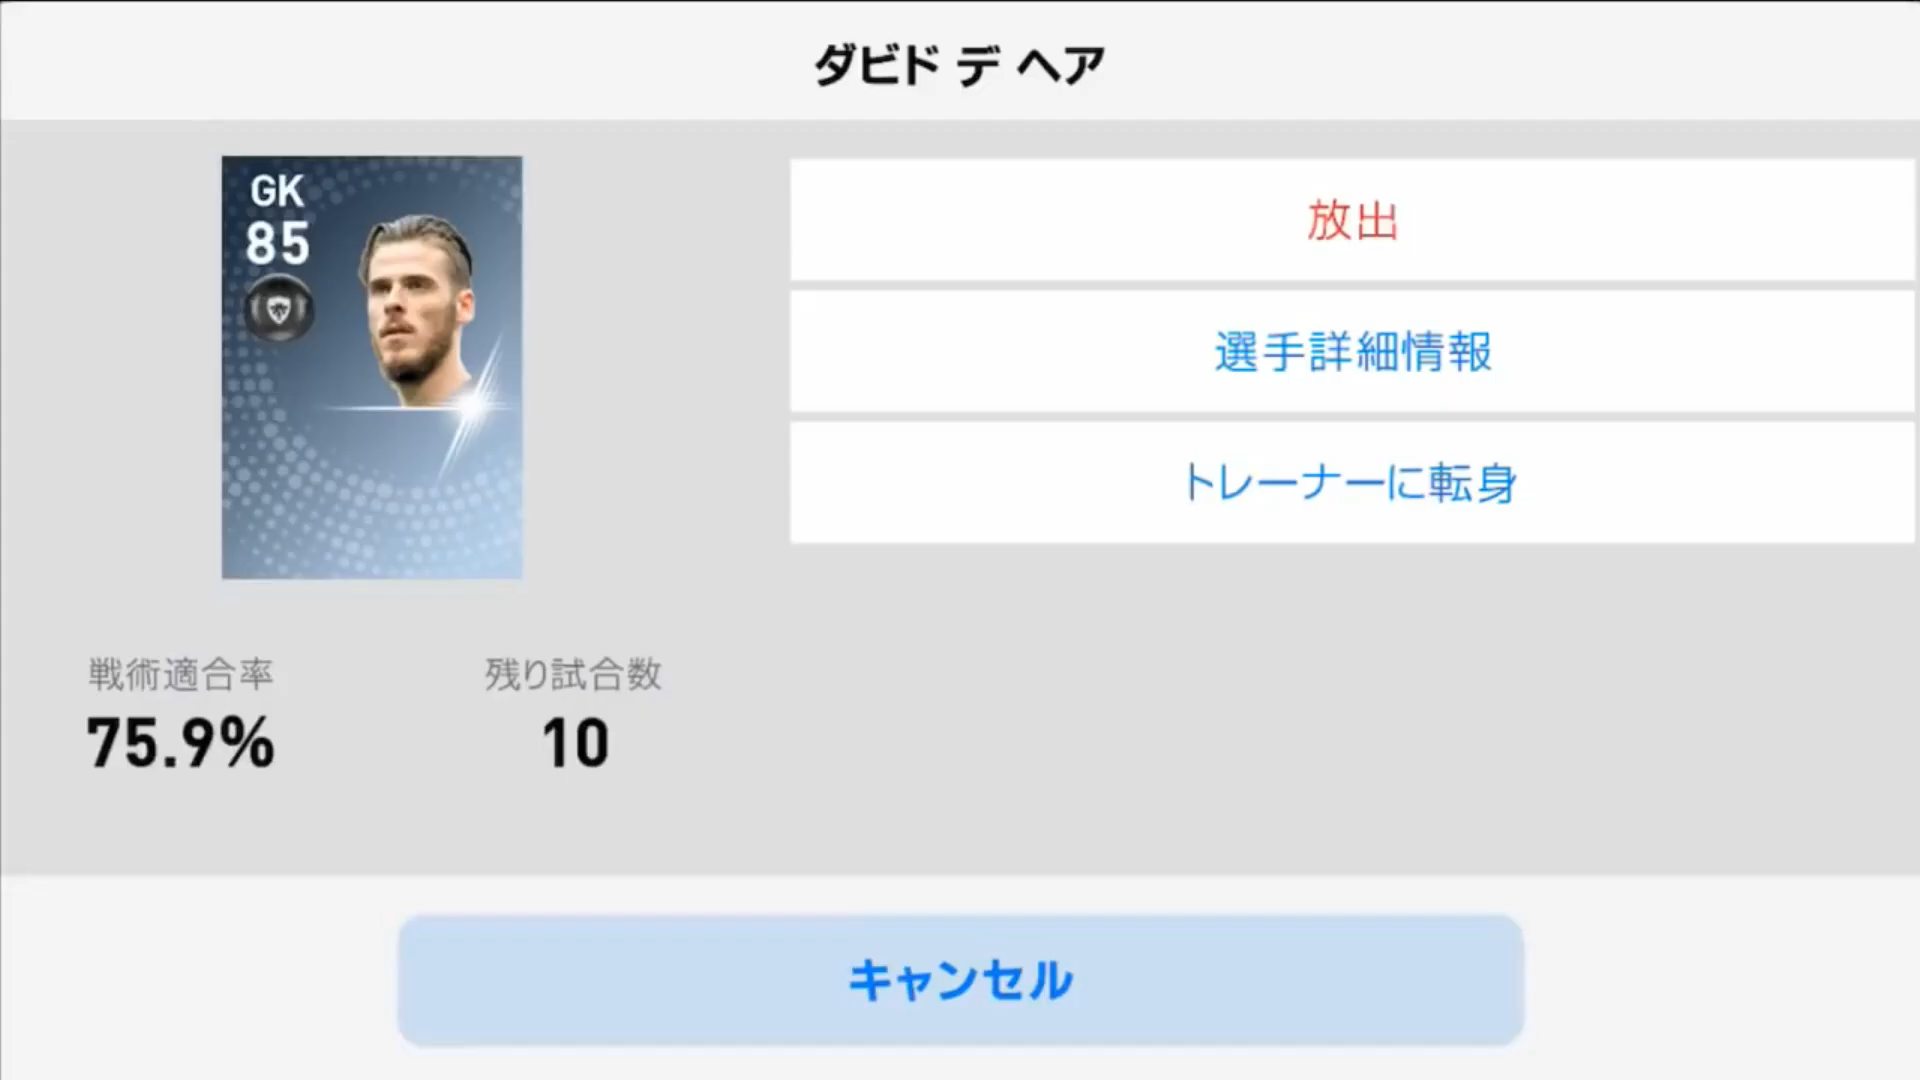 ダビド デ ヘア
GK
85
放出
選手詳細情報
トレーナーに転身
戦術適合率
75.9%
残り試合数
10
キャンセル